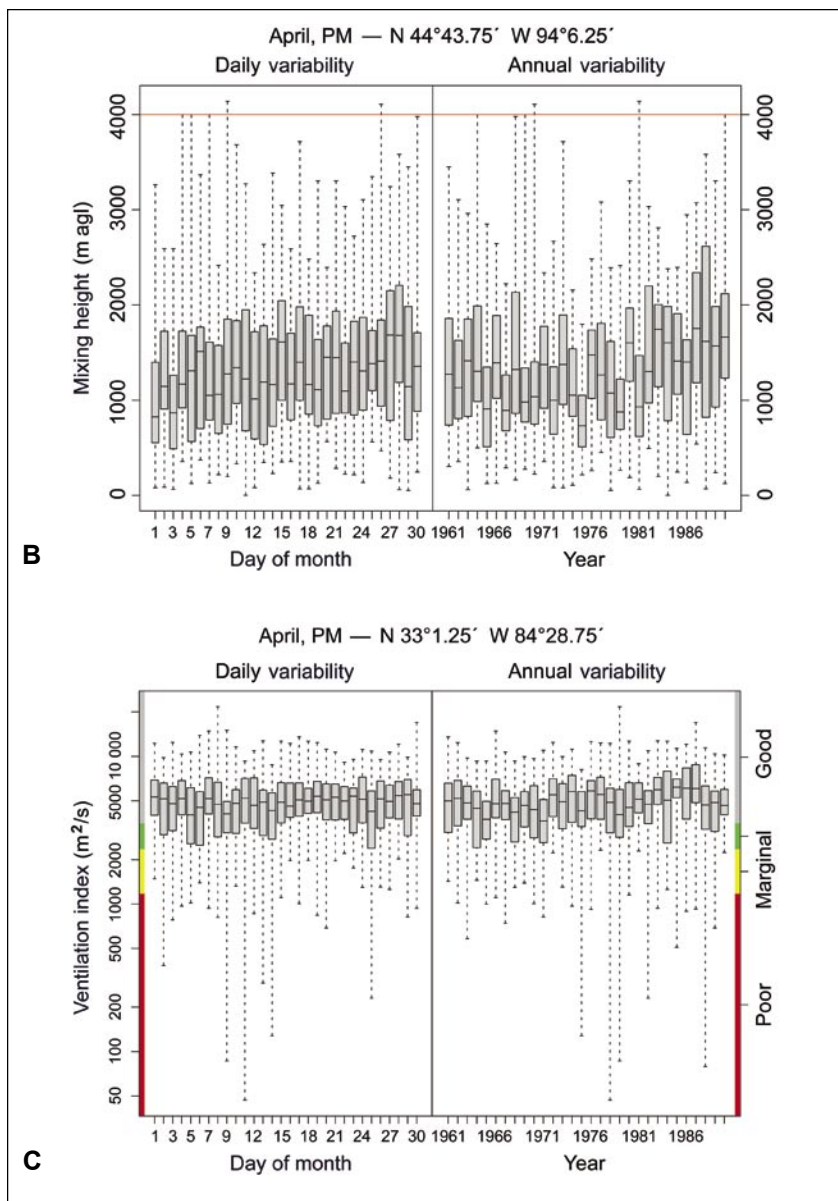 April, PM — N 44°43.75´ W 94°6.25´
Daily variability Annual variability
Mixing height (m agl)
4000
3000
2000
1000
0
4000
3000
2000
1000
0
1 3 5 7 9 12 15 18 21 24 27 30
1961 1966 1971 1976 1981 1986
Day of month Year
B
April, PM — N 33°1.25´ W 84°28.75´
Daily variability Annual variability
Ventilation index (m²/s)
10 000
5000
2000
1000
500
200
100
50
Good
Marginal
Poor
1 3 5 7 9 12 15 18 21 24 27 30
1961 1966 1971 1976 1981 1986
Day of month Year
C